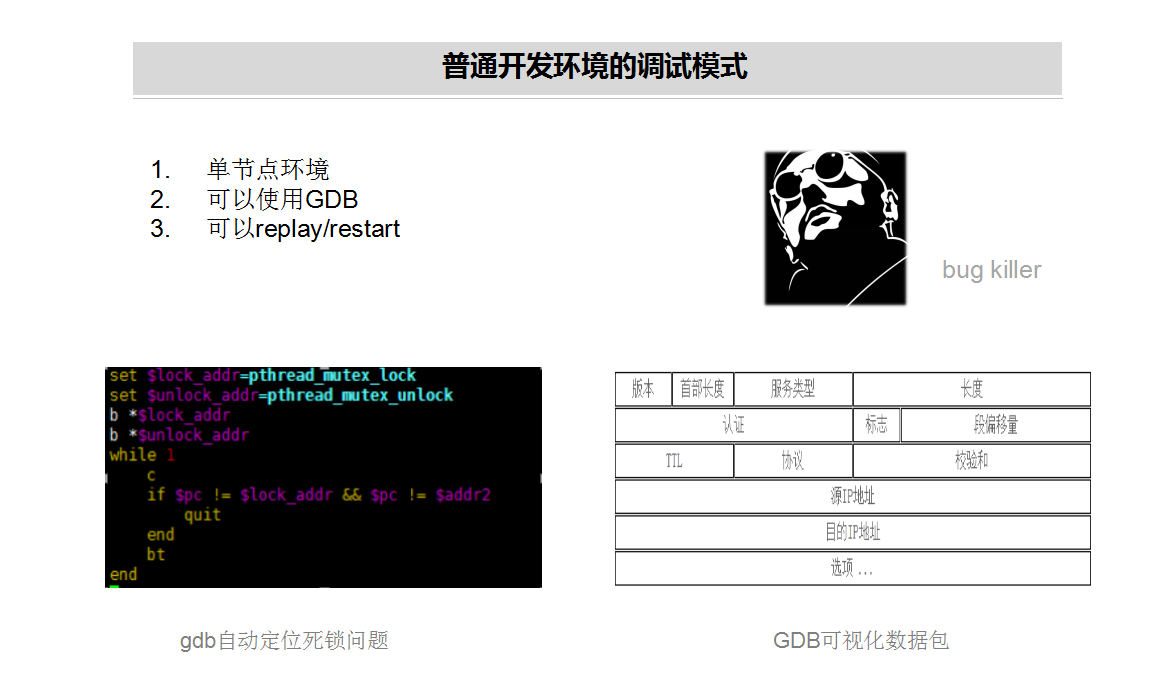 普通开发环境的调试模式
1. 单节点环境
2. 可以使用GDB
3. 可以replay/restart
bug killer
set $lock_addr=pthread_mutex_lock
set $unlock_addr=pthread_mutex_unlock
b *$lock_addr
b *$unlock_addr
while 1
c
if $pc != $lock_addr && $pc != $addr2
quit
end
bt
end
版本 首部长度 服务类型 长度
认证 标志 段偏移量
TTL 协议 校验和
源IP地址
目的IP地址
选项 ...
gdb自动定位死锁问题
GDB可视化数据包